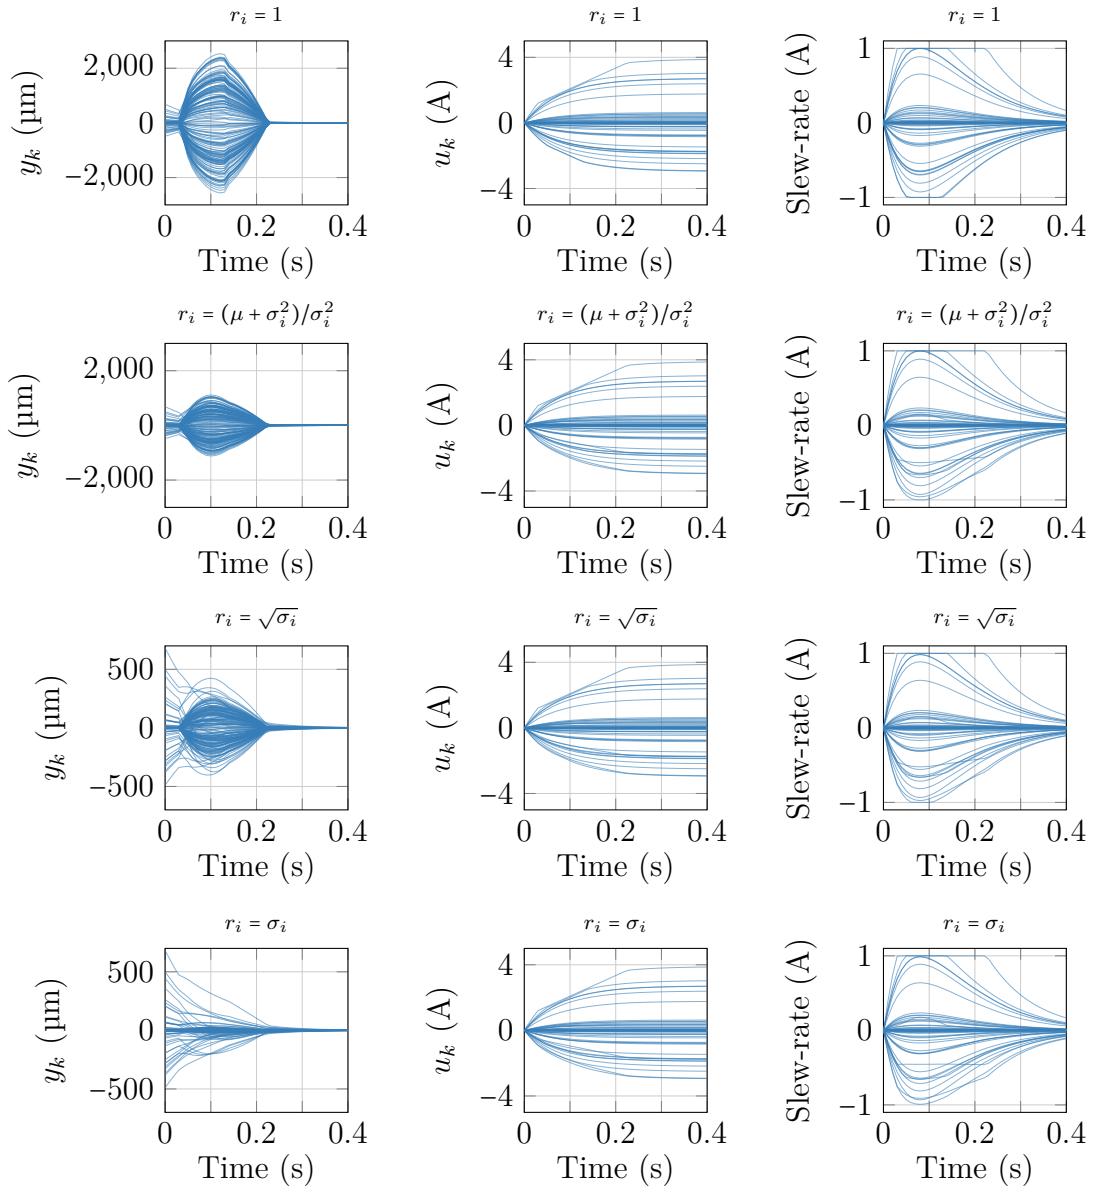 r_i = 1
r_i = 1
r_i = 1
y_k (µm)
2,000
0
−2,000
0 0.2 0.4
Time (s)
u_k (A)
4
0
−4
0 0.2 0.4
Time (s)
Slew-rate (A)
1
0
−1
0 0.2 0.4
Time (s)
r_i = (μ + σ_i^2)/σ_i^2
r_i = (μ + σ_i^2)/σ_i^2
r_i = (μ + σ_i^2)/σ_i^2
y_k (µm)
2,000
0
−2,000
0 0.2 0.4
Time (s)
u_k (A)
4
0
−4
0 0.2 0.4
Time (s)
Slew-rate (A)
1
0
−1
0 0.2 0.4
Time (s)
r_i = √σ_i
r_i = √σ_i
r_i = √σ_i
y_k (µm)
500
0
−500
0 0.2 0.4
Time (s)
u_k (A)
4
0
−4
0 0.2 0.4
Time (s)
Slew-rate (A)
1
0
−1
0 0.2 0.4
Time (s)
r_i = σ_i
r_i = σ_i
r_i = σ_i
y_k (µm)
500
0
−500
0 0.2 0.4
Time (s)
u_k (A)
4
0
−4
0 0.2 0.4
Time (s)
Slew-rate (A)
1
0
−1
0 0.2 0.4
Time (s)